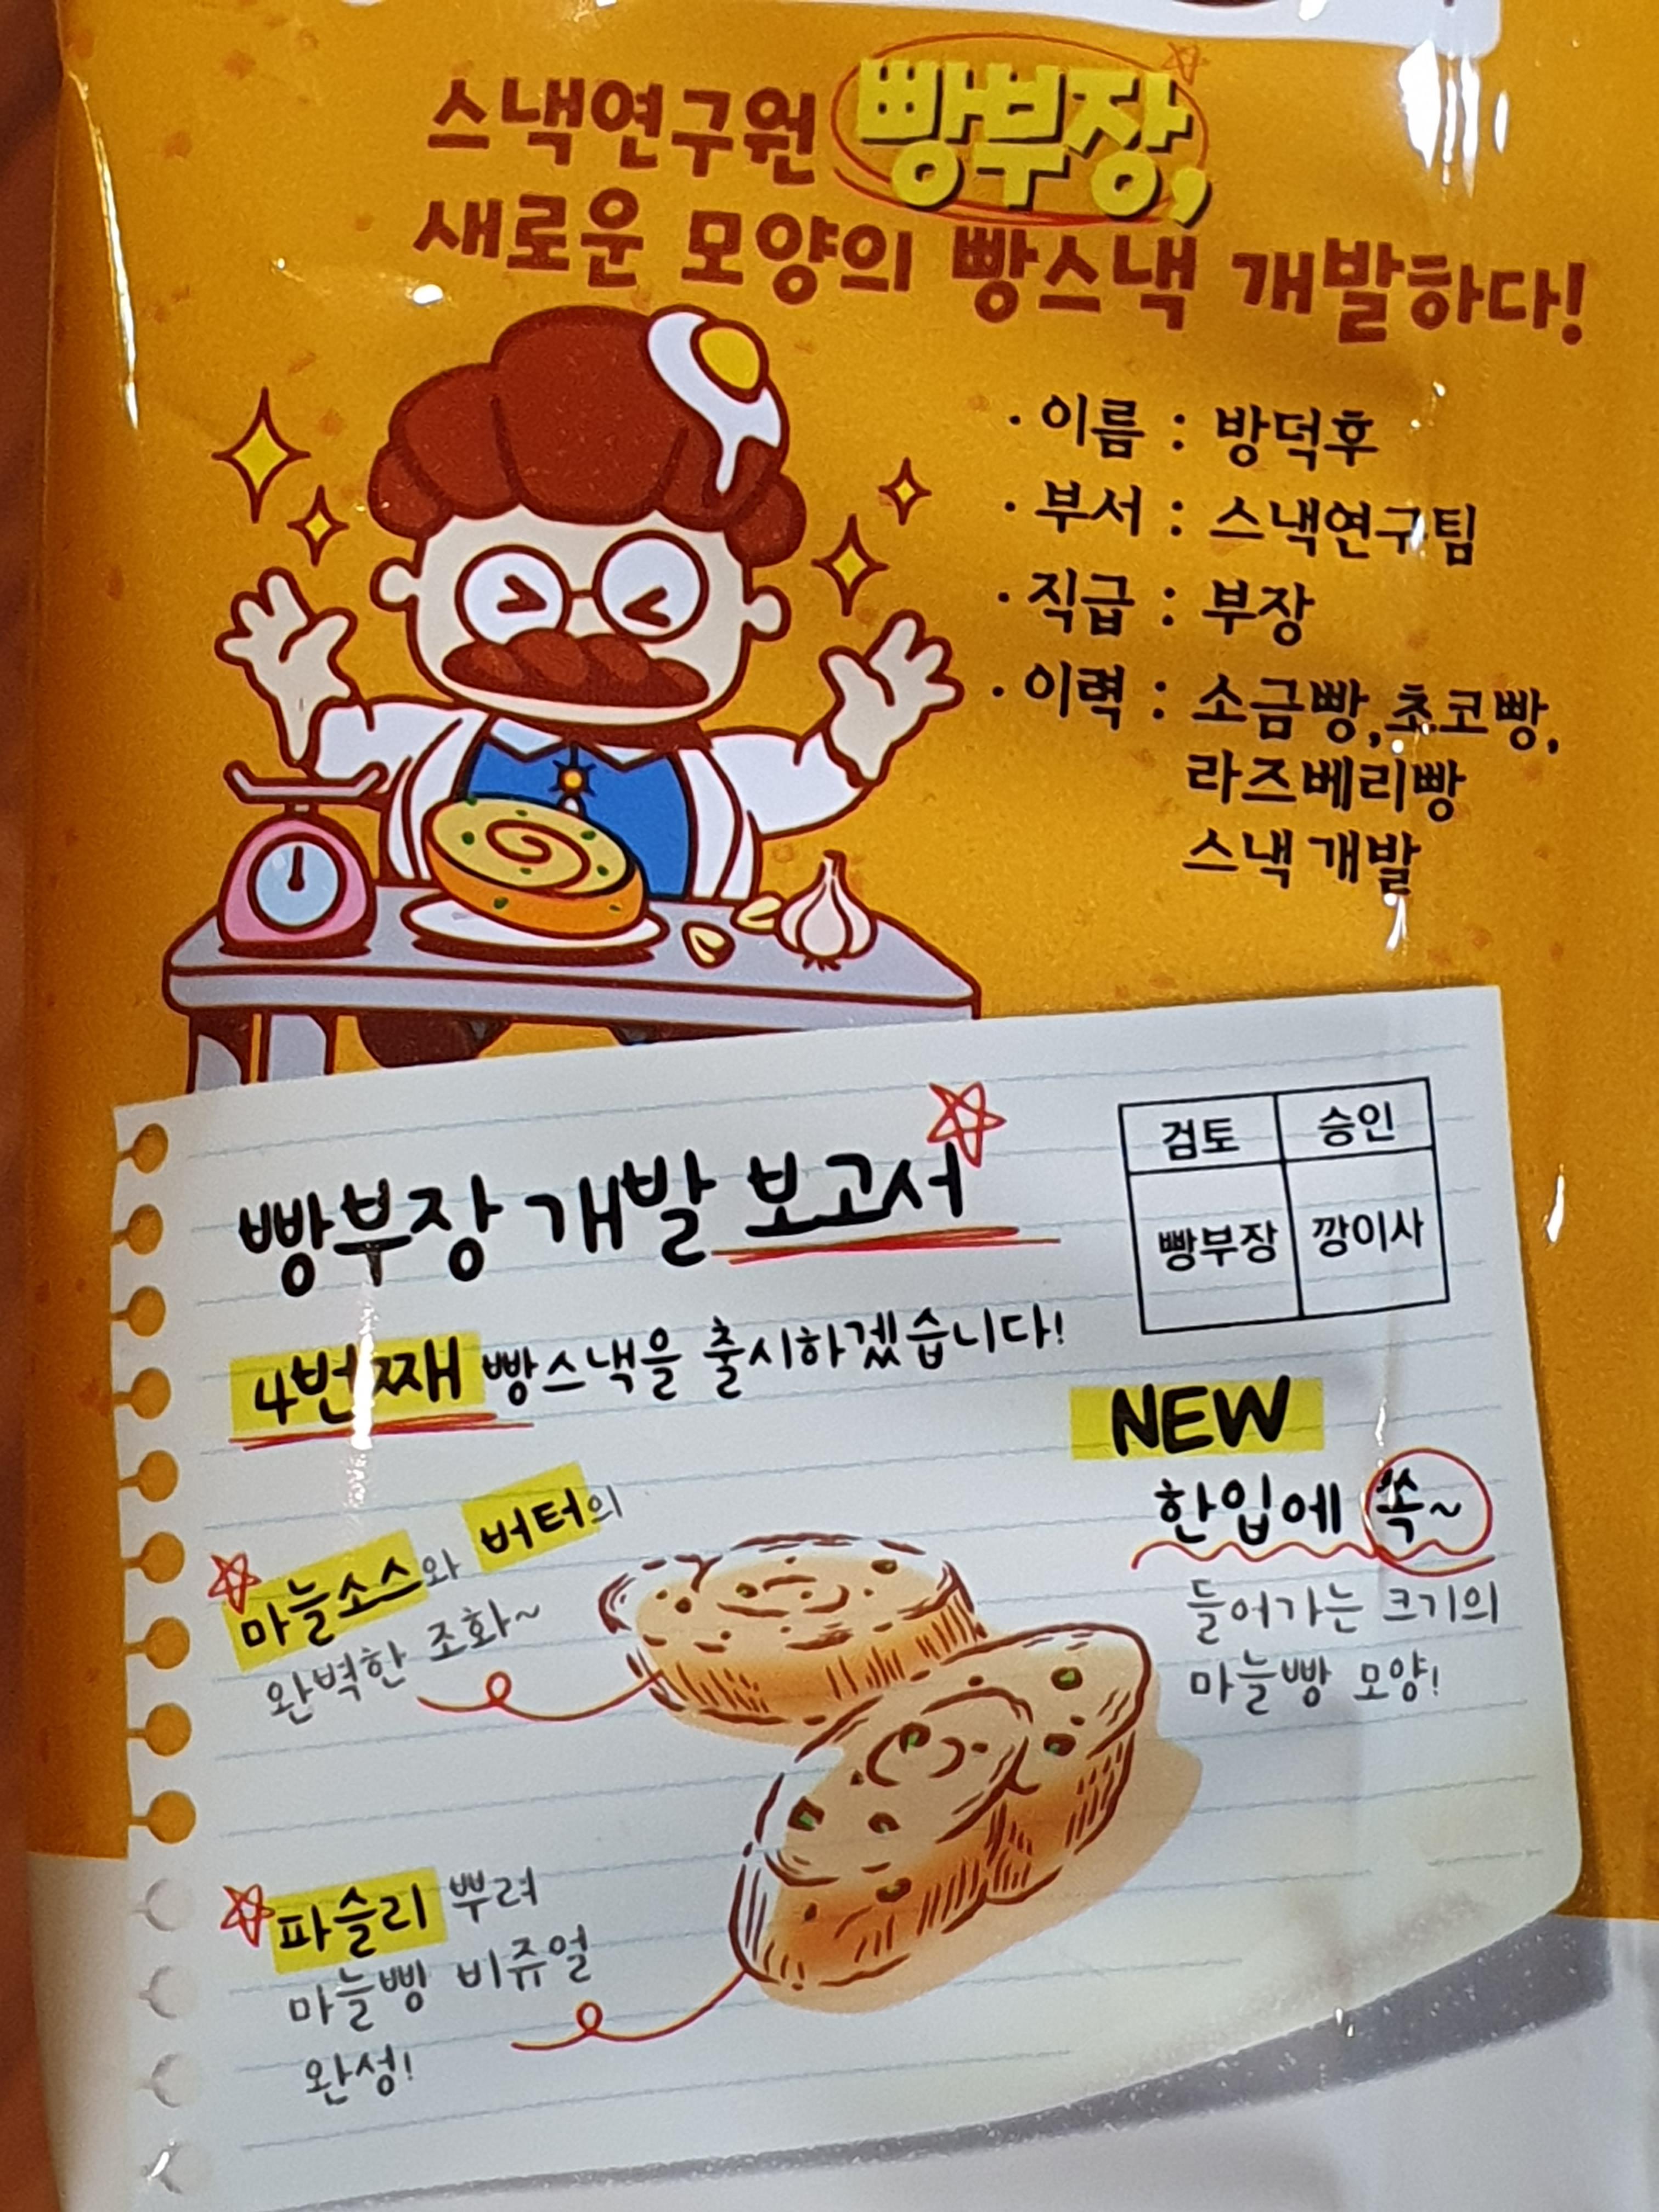 스낵연구원 빵부장,
새로운 모양의 빵스낵 개발하다!
· 이름 : 방덕후
· 부서 : 스낵연구팀
· 직급 : 부장
· 이력 : 소금빵,초코빵,
라즈베리빵
스낵 개발
빵부장 개발 보고서
검토 승인
빵부장 깡이사
4번째 빵스낵을 출시하겠습니다!
NEW
한입에 쏙~
들어가는 크기의
마늘빵 모양!
마늘소스와 버터의
완벽한 조화~
파슬리 뿌려
마늘빵 비쥬얼
완성!